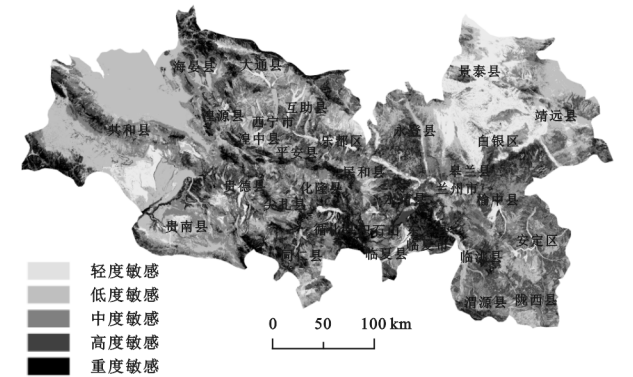 海晏县
大通县
景泰县
互助县
靖远县
西宁市
共和县
永登县
白银区
湟中县
乐都区
平安县
民和县
皋兰县
贵德县
化隆县
兰州市
尖扎县
榆中县
贵南县
安定区
同仁县
临夏县
临洮县
渭源县
陇西县
轻度敏感
低度敏感
中度敏感
高度敏感
重度敏感
0 50 100 km